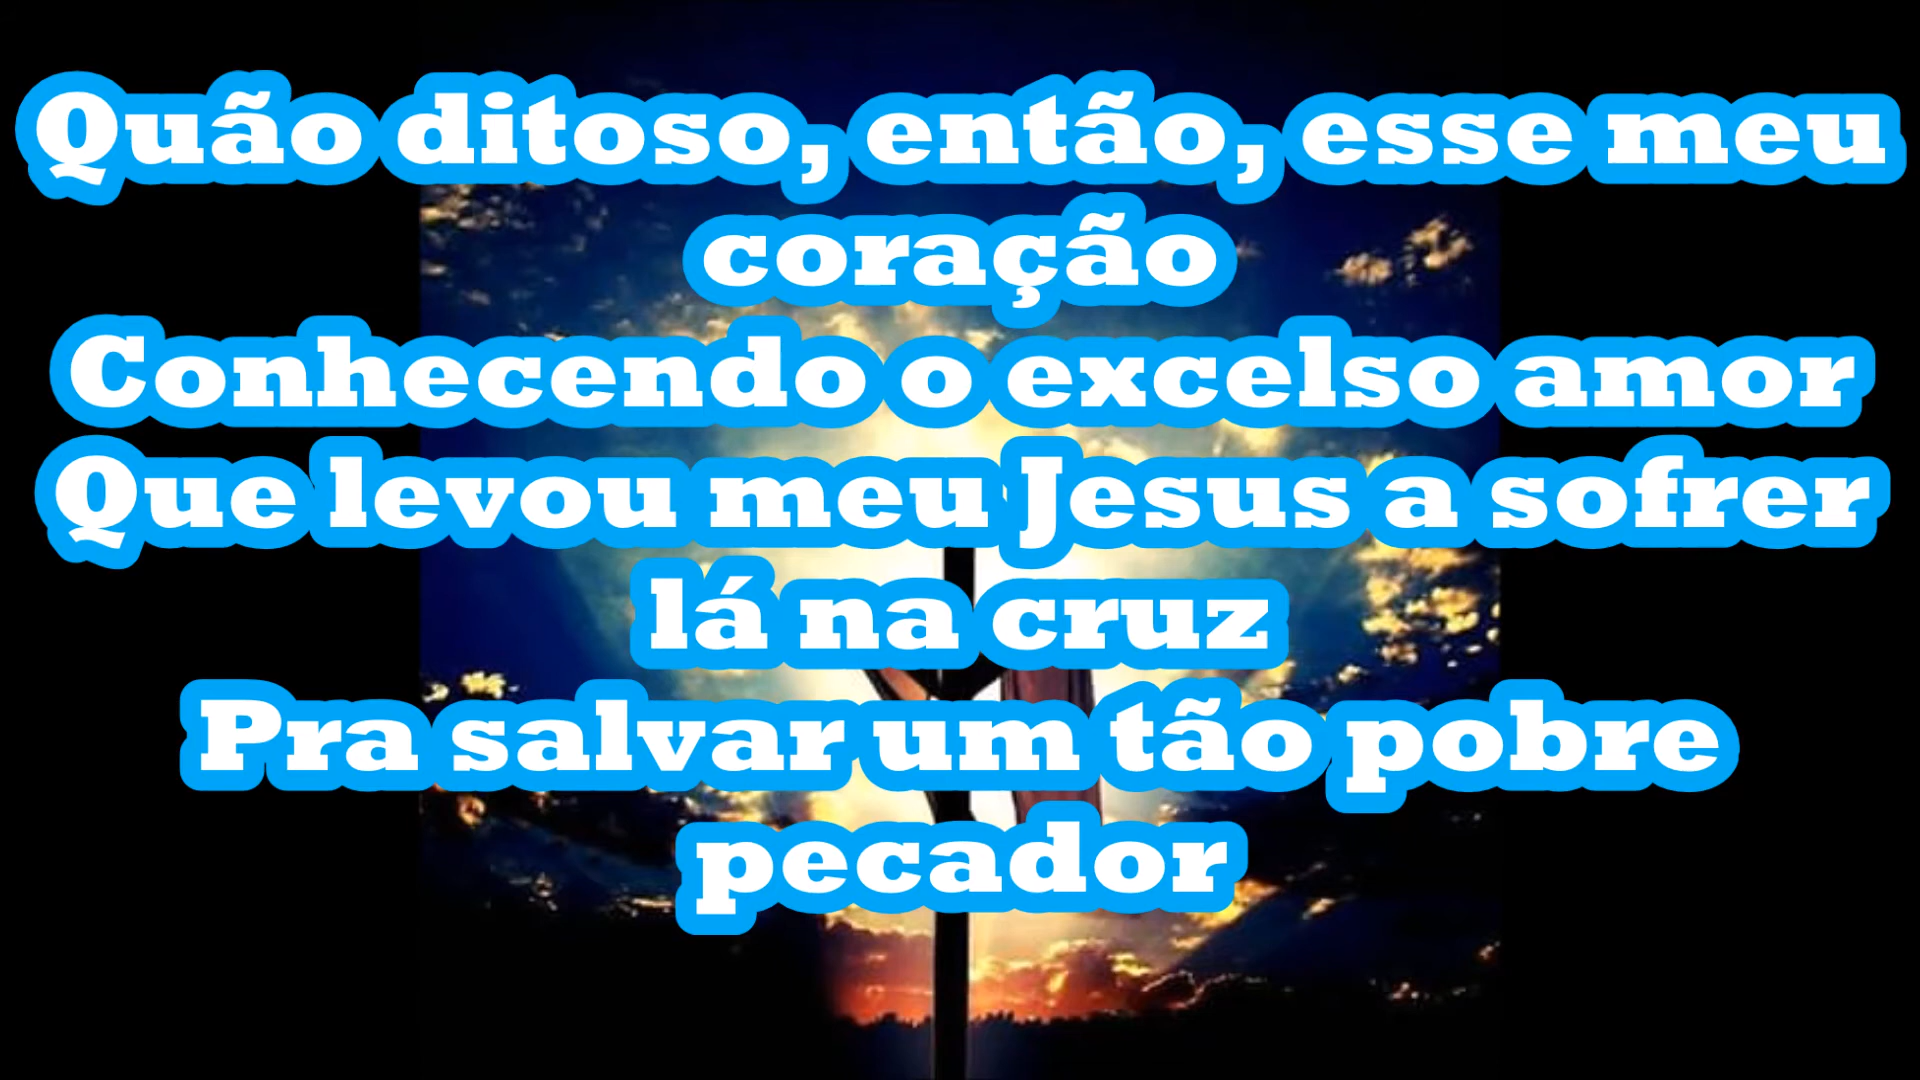 Quão ditoso, então, esse meu
coração
Conhecendo o excelso amor
Que levou meu Jesus a sofrer
lá na cruz
Pra salvar um tão pobre
pecador